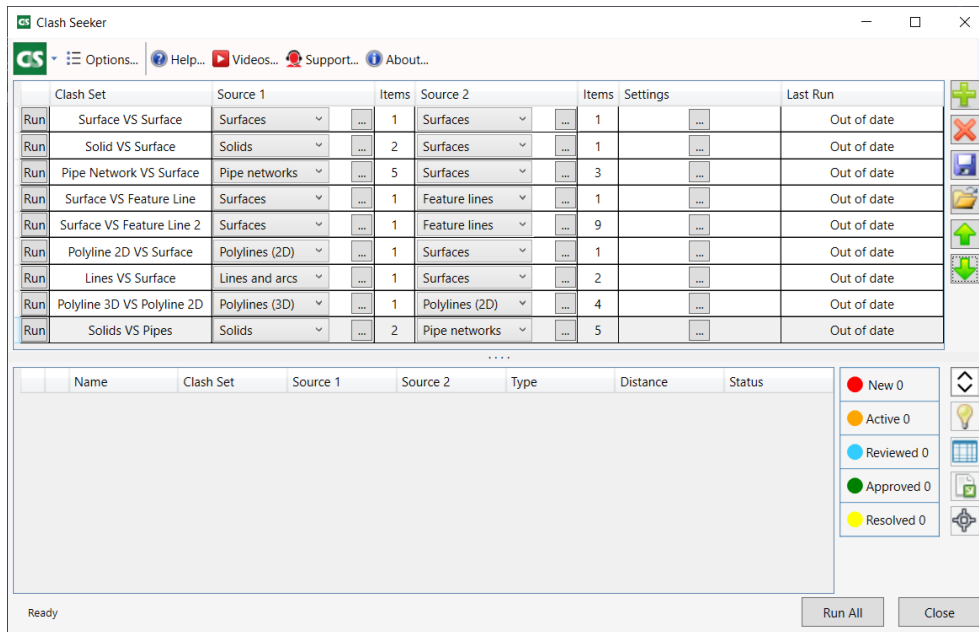 Clash Seeker
GS Options... Help... Videos... Support... About...
Clash Set Source 1 Items Source 2 Items Settings Last Run
Run Surface VS Surface Surfaces ... 1 Surfaces ... 1 ... Out of date
Run Solid VS Surface Solids ... 2 Surfaces ... 1 ... Out of date
Run Pipe Network VS Surface Pipe networks ... 5 Surfaces ... 3 ... Out of date
Run Surface VS Feature Line Surfaces ... 1 Feature lines ... 1 ... Out of date
Run Surface VS Feature Line 2 Surfaces ... 1 Feature lines ... 9 ... Out of date
Run Polyline 2D VS Surface Polylines (2D) ... 1 Surfaces ... 1 ... Out of date
Run Lines VS Surface Lines and arcs ... 1 Surfaces ... 2 ... Out of date
Run Polyline 3D VS Polyline 2D Polylines (3D) ... 1 Polylines (2D) ... 4 ... Out of date
Run Solids VS Pipes Solids ... 2 Pipe networks ... 5 ... Out of date
Name Clash Set Source 1 Source 2 Type Distance Status
New 0
Active 0
Reviewed 0
Approved 0
Resolved 0
Ready Run All Close